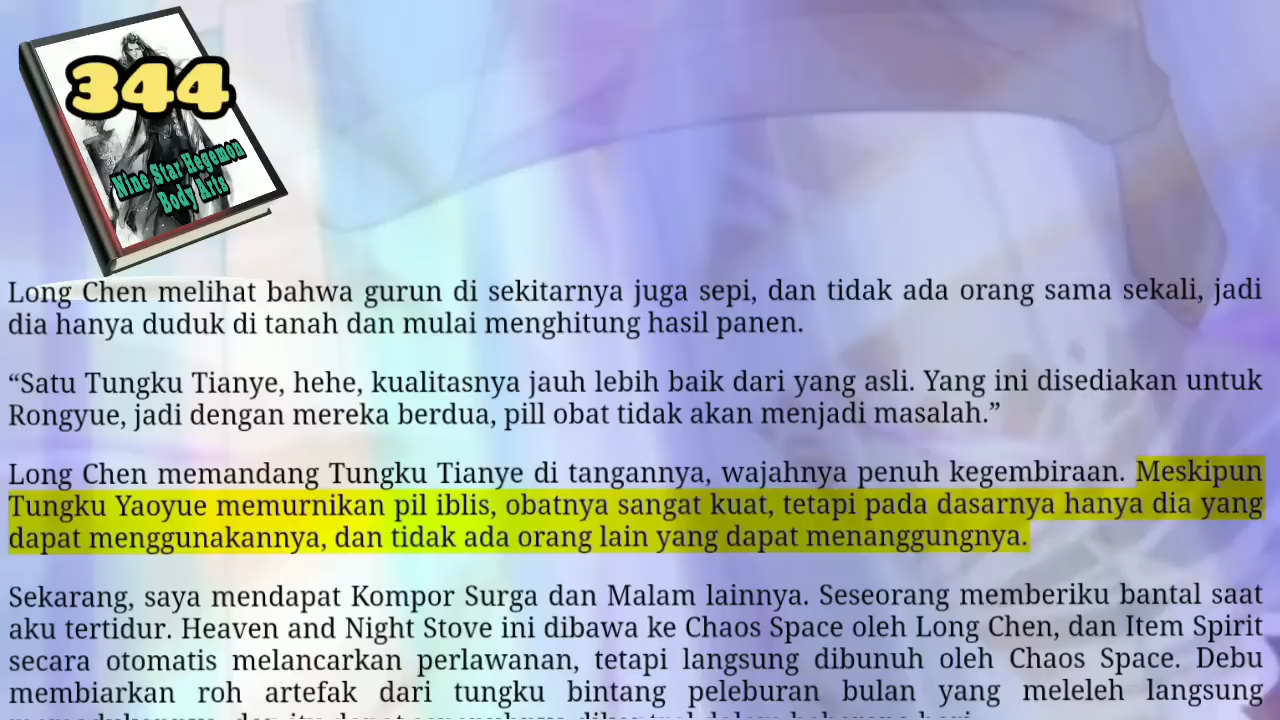 344
Nine Star Hegemon
Body Arts
Long Chen melihat bahwa gurun di sekitarnya juga sepi, dan tidak ada orang sama sekali, jadi
dia hanya duduk di tanah dan mulai menghitung hasil panen.
“Satu Tungku Tianye, hehe, kualitasnya jauh lebih baik dari yang asli. Yang ini disediakan untuk
Rongyue, jadi dengan mereka berdua, pill obat tidak akan menjadi masalah.”
Long Chen memandang Tungku Tianye di tangannya, wajahnya penuh kegembiraan. Meskipun
Tungku Yaoyue memurnikan pil iblis, obatnya sangat kuat, tetapi pada dasarnya hanya dia yang
dapat menggunakannya, dan tidak ada orang lain yang dapat menanggungnya.
Sekarang, saya mendapat Kompor Surga dan Malam lainnya. Seseorang memberiku bantal saat
aku tertidur. Heaven and Night Stove ini dibawa ke Chaos Space oleh Long Chen, dan Item Spirit
secara otomatis melancarkan perlawanan, tetapi langsung dibunuh oleh Chaos Space. Debu
membiarkan roh artefak dari tungku bintang peleburan bulan yang meleleh langsung